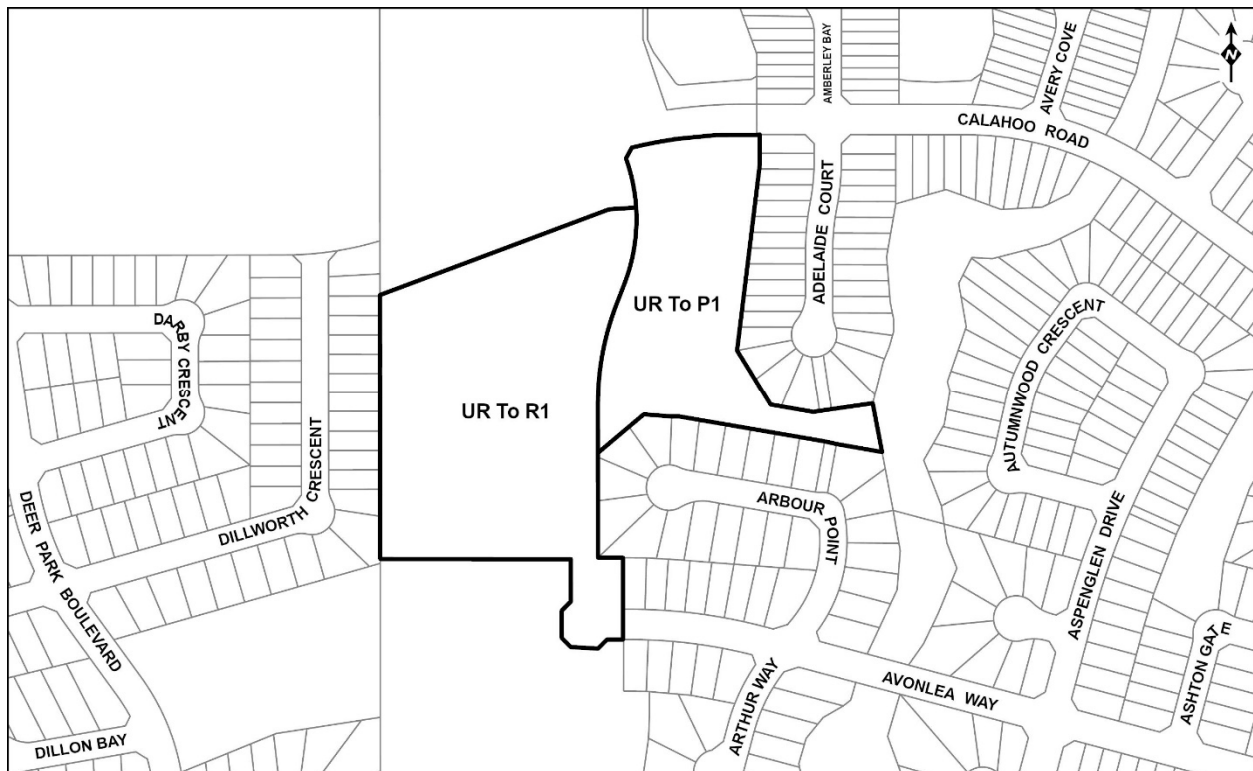 N
AMBERLEY BAY
AVERY COVE
CALAHOO ROAD
ADELAIDE COURT
UR To P1
DARBY CRESCENT
AUTUMNWOOD CRESCENT
UR To R1
DILLWORTH CRESCENT
ARBOUR POINT
DEER PARK BOULEVARD
ASPENGLEN DRIVE
ASHTON GATE
AVONLEA WAY
ARTHUR WAY
DILLON BAY